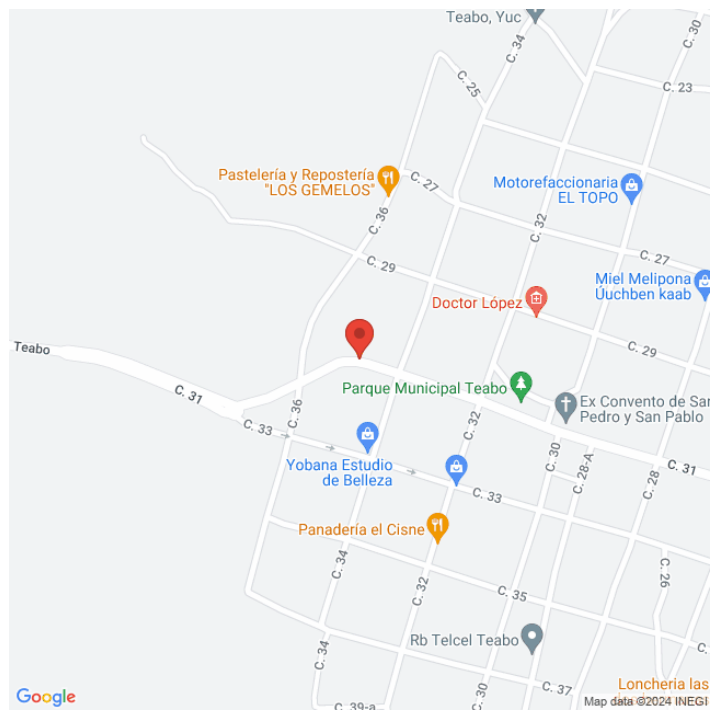 Teabo, Yuc
C. 30
C. 34
C. 25
C. 23
Pastelería y Repostería
"LOS GEMELOS"
C. 27
Motorefaccionaria
EL TOPO
C. 36
C. 32
C. 27
C. 29
Miel Melipona
Úuchben kaab
Doctor López
C. 29
Teabo
C. 31
Parque Municipal Teabo
C. 36
Ex Convento de San
Pedro y San Pablo
C. 33
C. 32
C. 30
C. 28-A
C. 28
C. 31
Yobana Estudio
de Belleza
C. 33
Panadería el Cisne
C. 34
C. 32
C. 35
C. 26
C.
Rb Telcel Teabo
C. 34
C. 30
C. 37
Loncheria las
Google
C. 39-a
Map data ©2024 INEGI